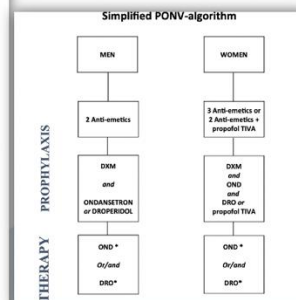 Simplified PONV-algorithm
MEN
WOMEN
PROPHYLAXIS
2 Anti-emetics
3 Anti-emetics or
2 Anti-emetics +
propofol TIVA
DXM
and
ONDANSETRON
or DROPERIDOL
DXM
and
OND
and
DRO or
propofol TIVA
THERAPY
OND *
Or/and
DRO*
OND *
Or/and
DRO*